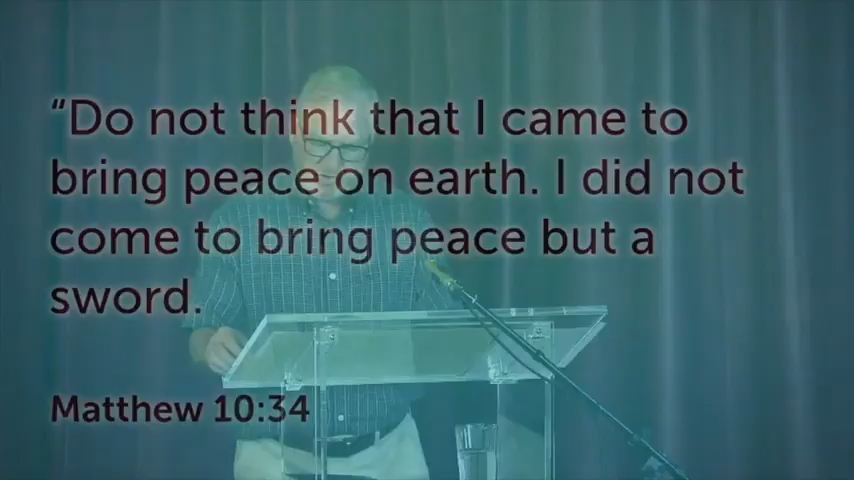 “Do not think that I came to
bring peace on earth. I did not
come to bring peace but a
sword.
Matthew 10:34